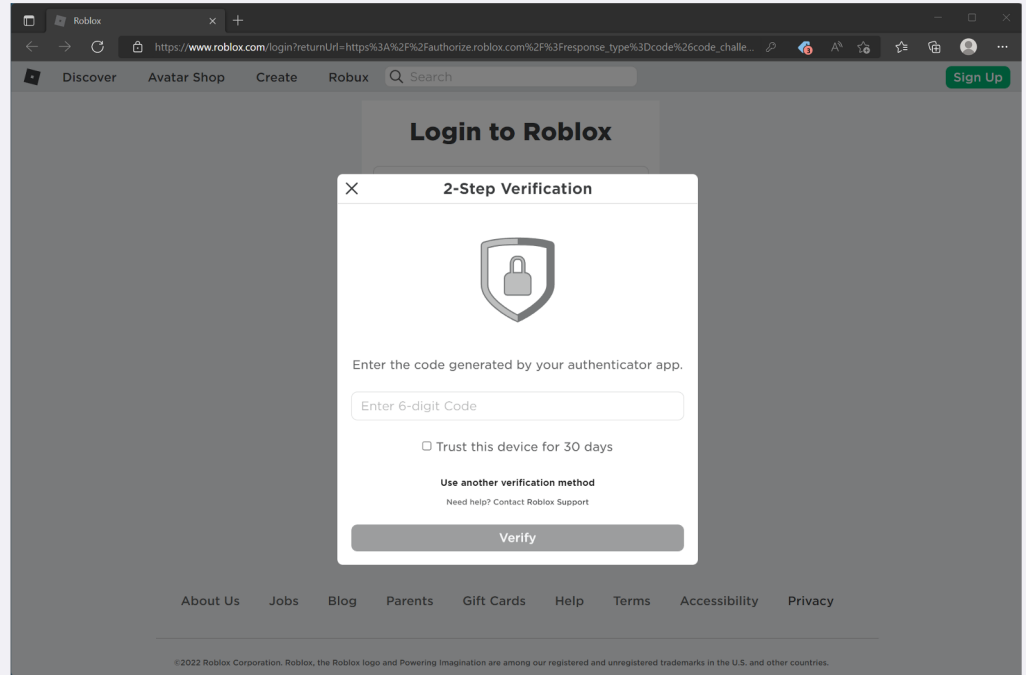 Roblox
https://www.roblox.com/login?returnUrl=https%3A%2F%2Fauthorize.roblox.com%2F%3Fresponse_type%3Dcode%26code_challe...
Discover Avatar Shop Create Robux Search Sign Up
Login to Roblox
2-Step Verification
Enter the code generated by your authenticator app.
Enter 6-digit Code
Trust this device for 30 days
Use another verification method
Need help? Contact Roblox Support
Verify
About Us Jobs Blog Parents Gift Cards Help Terms Accessibility Privacy
©2022 Roblox Corporation. Roblox, the Roblox logo and Powering Imagination are among our registered and unregistered trademarks in the U.S. and other countries.